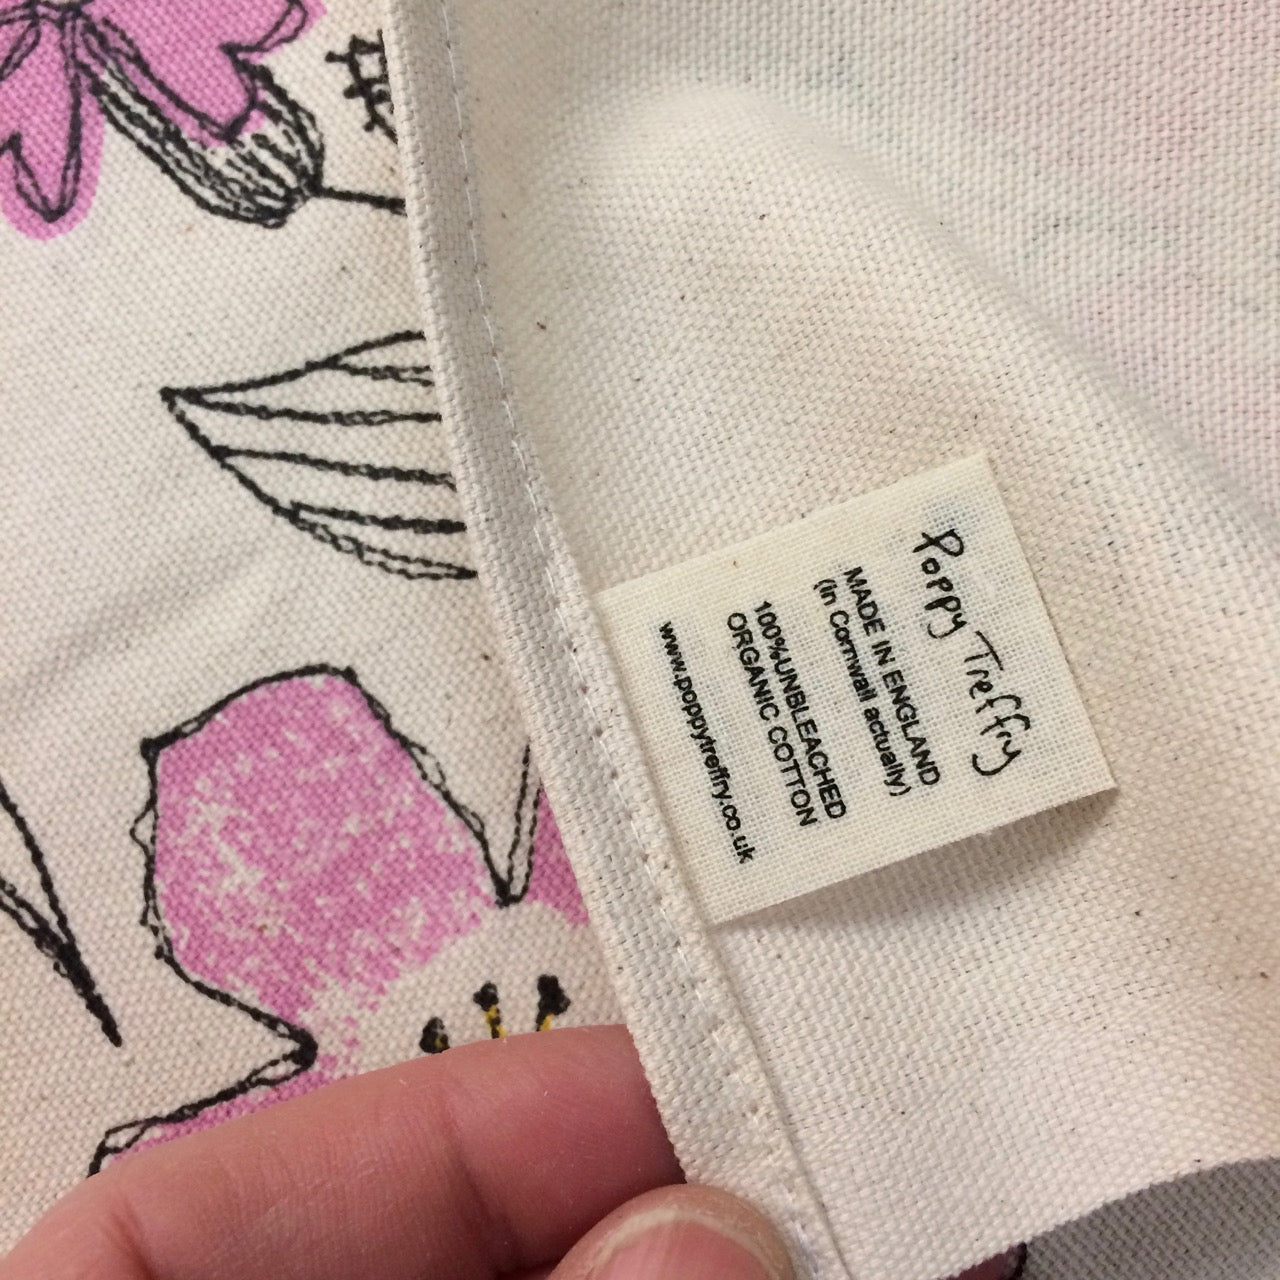 Poppy Treffry
MADE IN ENGLAND
(in Cornwall actually)
100%UNBLEACHED
ORGANIC COTTON
www.poppytreffry.co.uk